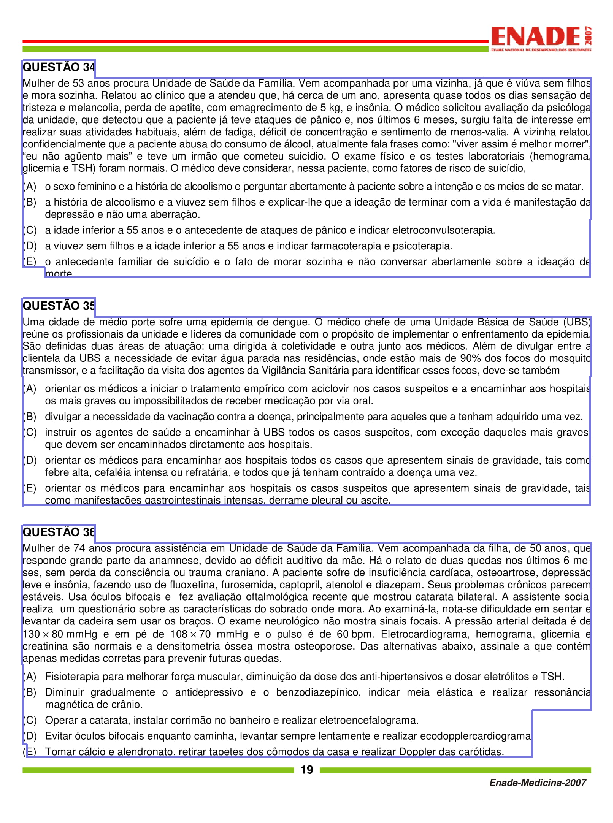 ENADE 2007
EXAME NACIONAL DE DESEMPENHO DOS ESTUDANTES
QUESTÃO 34
Mulher de 53 anos procura Unidade de Saúde da Família. Vem acompanhada por uma vizinha, já que é viúva sem filhos
e mora sozinha. Relatou ao clínico que a atendeu que, há cerca de um ano, apresenta quase todos os dias sensação de
tristeza e melancolia, perda de apetite, com emagrecimento de 5 kg, e insônia. O médico solicitou avaliação da psicóloga
da unidade, que detectou que a paciente já teve ataques de pânico e, nos últimos 6 meses, surgiu falta de interesse em
realizar suas atividades habituais, além de fadiga, déficit de concentração e sentimento de menos-valia. A vizinha relatou
confidencialmente que a paciente abusa do consumo de álcool, atualmente fala frases como: "viver assim é melhor morrer",
"eu não agüento mais" e teve um irmão que cometeu suicídio. O exame físico e os testes laboratoriais (hemograma,
glicemia e TSH) foram normais. O médico deve considerar, nessa paciente, como fatores de risco de suicídio,
(A) o sexo feminino e a história de alcoolismo e perguntar abertamente à paciente sobre a intenção e os meios de se matar.
(B) a história de alcoolismo e a viuvez sem filhos e explicar-lhe que a ideação de terminar com a vida é manifestação da
depressão e não uma aberração.
(C) a idade inferior a 55 anos e o antecedente de ataques de pânico e indicar eletroconvulsoterapia.
(D) a viuvez sem filhos e a idade inferior a 55 anos e indicar farmacoterapia e psicoterapia.
(E) o antecedente familiar de suicídio e o fato de morar sozinha e não conversar abertamente sobre a ideação de
morte.
QUESTÃO 35
Uma cidade de médio porte sofre uma epidemia de dengue. O médico chefe de uma Unidade Básica de Saúde (UBS)
reúne os profissionais da unidade e líderes da comunidade com o propósito de implementar o enfrentamento da epidemia.
São definidas duas áreas de atuação: uma dirigida à coletividade e outra junto aos médicos. Além de divulgar entre a
clientela da UBS a necessidade de evitar água parada nas residências, onde estão mais de 90% dos focos do mosquito
transmissor, e a facilitação da visita dos agentes da Vigilância Sanitária para identificar esses focos, deve-se também
(A) orientar os médicos a iniciar o tratamento empírico com aciclovir nos casos suspeitos e a encaminhar aos hospitais
os mais graves ou impossibilitados de receber medicação por via oral.
(B) divulgar a necessidade da vacinação contra a doença, principalmente para aqueles que a tenham adquirido uma vez.
(C) instruir os agentes de saúde a encaminhar à UBS todos os casos suspeitos, com exceção daqueles mais graves,
que devem ser encaminhados diretamente aos hospitais.
(D) orientar os médicos para encaminhar aos hospitais todos os casos que apresentem sinais de gravidade, tais como
febre alta, cefaléia intensa ou refratária, e todos que já tenham contraído a doença uma vez.
(E) orientar os médicos para encaminhar aos hospitais os casos suspeitos que apresentem sinais de gravidade, tais
como manifestações gastrointestinais intensas, derrame pleural ou ascite.
QUESTÃO 36
Mulher de 74 anos procura assistência em Unidade de Saúde da Família. Vem acompanhada da filha, de 50 anos, que
responde grande parte da anamnese, devido ao déficit auditivo da mãe. Há o relato de duas quedas nos últimos 6 me-
ses, sem perda da consciência ou trauma craniano. A paciente sofre de insuficiência cardíaca, osteoartrose, depressão
leve e insônia, fazendo uso de fluoxetina, furosemida, captopril, atenolol e diazepam. Seus problemas crônicos parecem
estáveis. Usa óculos bifocais e fez avaliação oftalmológica recente que mostrou catarata bilateral. A assistente social
realiza um questionário sobre as características do sobrado onde mora. Ao examiná-la, nota-se dificuldade em sentar e
levantar da cadeira sem usar os braços. O exame neurológico não mostra sinais focais. A pressão arterial deitada é de
130 × 80 mmHg e em pé de 108 × 70 mmHg e o pulso é de 60 bpm. Eletrocardiograma, hemograma, glicemia e
creatinina são normais e a densitometria óssea mostra osteoporose. Das alternativas abaixo, assinale a que contém
apenas medidas corretas para prevenir futuras quedas.
(A) Fisioterapia para melhorar força muscular, diminuição da dose dos anti-hipertensivos e dosar eletrólitos e TSH.
(B) Diminuir gradualmente o antidepressivo e o benzodiazepínico, indicar meia elástica e realizar ressonância
magnética de crânio.
(C) Operar a catarata, instalar corrimão no banheiro e realizar eletroencefalograma.
(D) Evitar óculos bifocais enquanto caminha, levantar sempre lentamente e realizar ecodopplercardiograma.
(E) Tomar cálcio e alendronato, retirar tapetes dos cômodos da casa e realizar Doppler das carótidas.
19
Enade-Medicina-2007